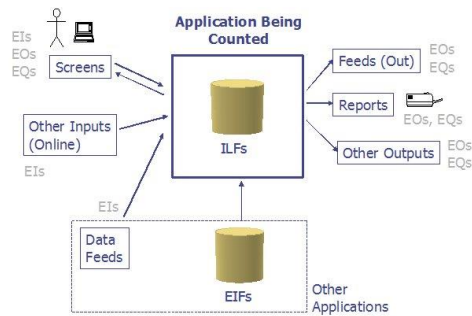 Application Being
Counted
EIs
EOs
EQs
Screens
Other Inputs
(Online)
EIs
EIs
Data
Feeds
ILFs
EIFs
Other
Applications
Feeds (Out)
EOs
EQs
Reports
EOs, EQs
Other Outputs
EOs
EQs